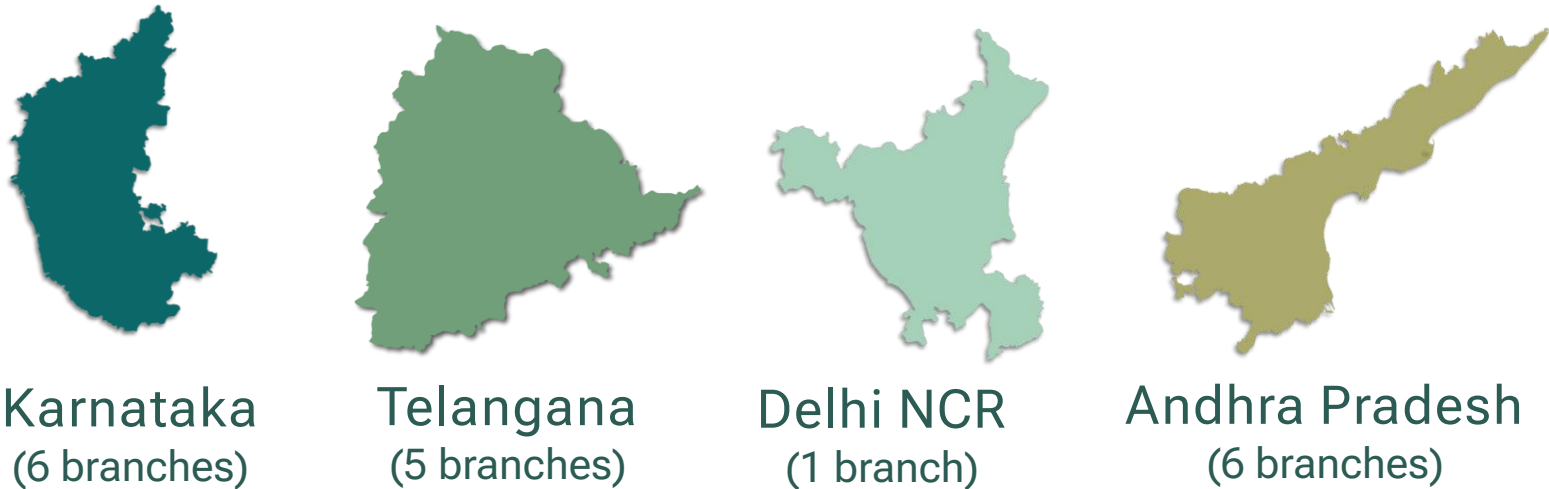 Karnataka
(6 branches)
Telangana
(5 branches)
Delhi NCR
(1 branch)
Andhra Pradesh
(6 branches)